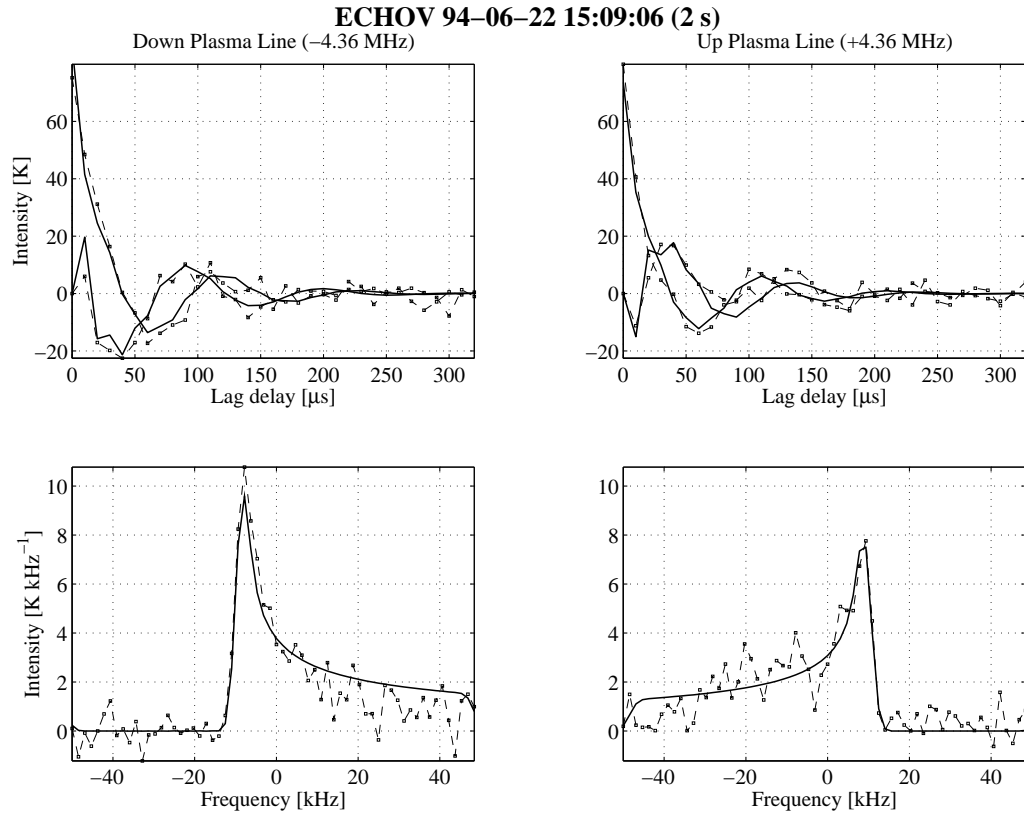 ECHOV 94−06−22 15:09:06 (2 s)
Down Plasma Line (−4.36 MHz)
Up Plasma Line (+4.36 MHz)
Intensity [K]
60
40
20
0
−20
0 50 100 150 200 250 300
Lag delay [µs]
60
40
20
0
−20
0 50 100 150 200 250 300
Lag delay [µs]
Intensity [K kHz⁻¹]
10
8
6
4
2
0
−40 −20 0 20 40
Frequency [kHz]
10
8
6
4
2
0
−40 −20 0 20 40
Frequency [kHz]